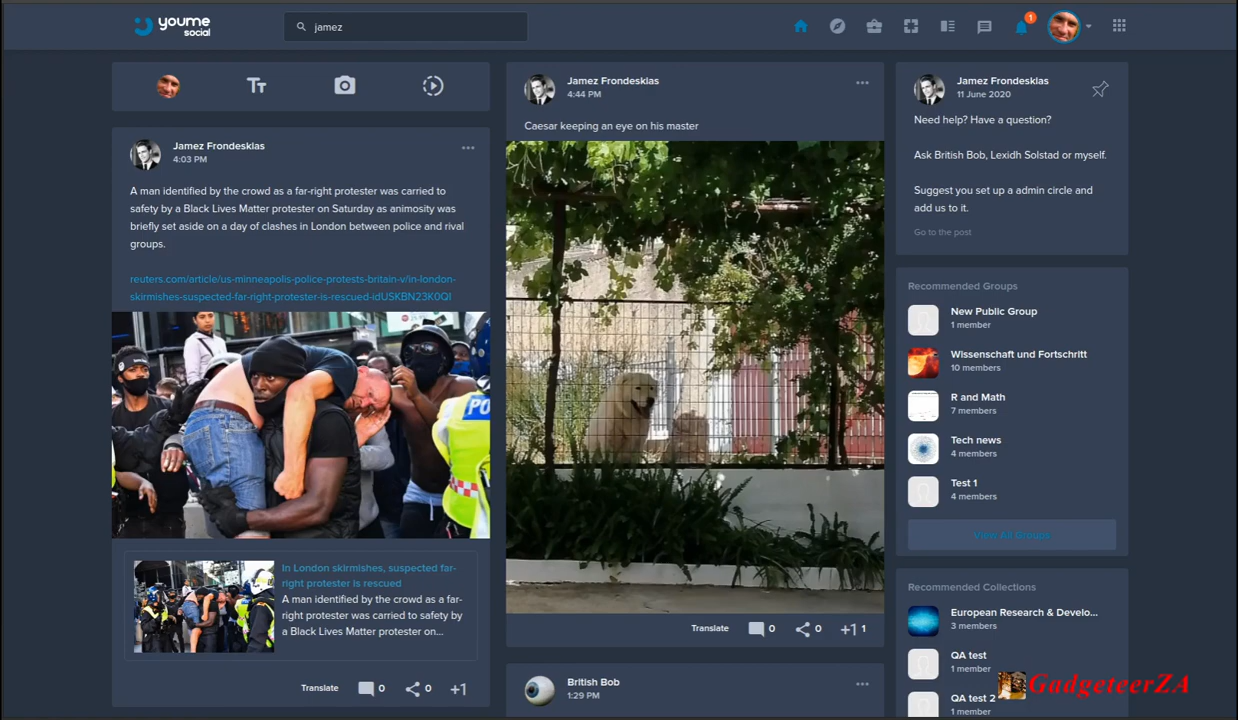 youme
social
jamez
1
Jamez Frondeskias
4:03 PM
A man identified by the crowd as a far-right protester was carried to
safety by a Black Lives Matter protester on Saturday as animosity was
briefly set aside on a day of clashes in London between police and rival
groups.
reuters.com/article/us-minneapolis-police-protests-britain-v/in-london-
skirmishes-suspected-far-right-protester-is-rescued-idUSKBN23K0QI
PO
In London skirmishes, suspected far-
right protester is rescued
A man identified by the crowd as a far-
right protester was carried to safety by
a Black Lives Matter protester on...
Translate 0 0 +1
Jamez Frondeskias
4:44 PM
Caesar keeping an eye on his master
Translate 0 0 +1 1
British Bob
1:29 PM
Jamez Frondeskias
11 June 2020
Need help? Have a question?
Ask British Bob, Lexidh Solstad or myself.
Suggest you set up a admin circle and
add us to it.
Go to the post
Recommended Groups
New Public Group
1 member
Wissenschaft und Fortschritt
10 members
R and Math
7 members
Tech news
4 members
Test 1
4 members
View All Groups
Recommended Collections
European Research & Develo...
3 members
QA test
1 member
QA test 2
1 member
GadgeteerZA